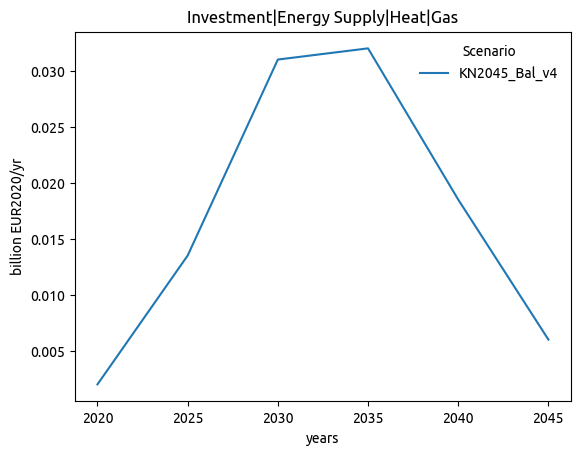 Investment|Energy Supply|Heat|Gas
Scenario
KN2045_Bal_v4
billion EUR2020/yr
0.030
0.025
0.020
0.015
0.010
0.005
2020 2025 2030 2035 2040 2045
years